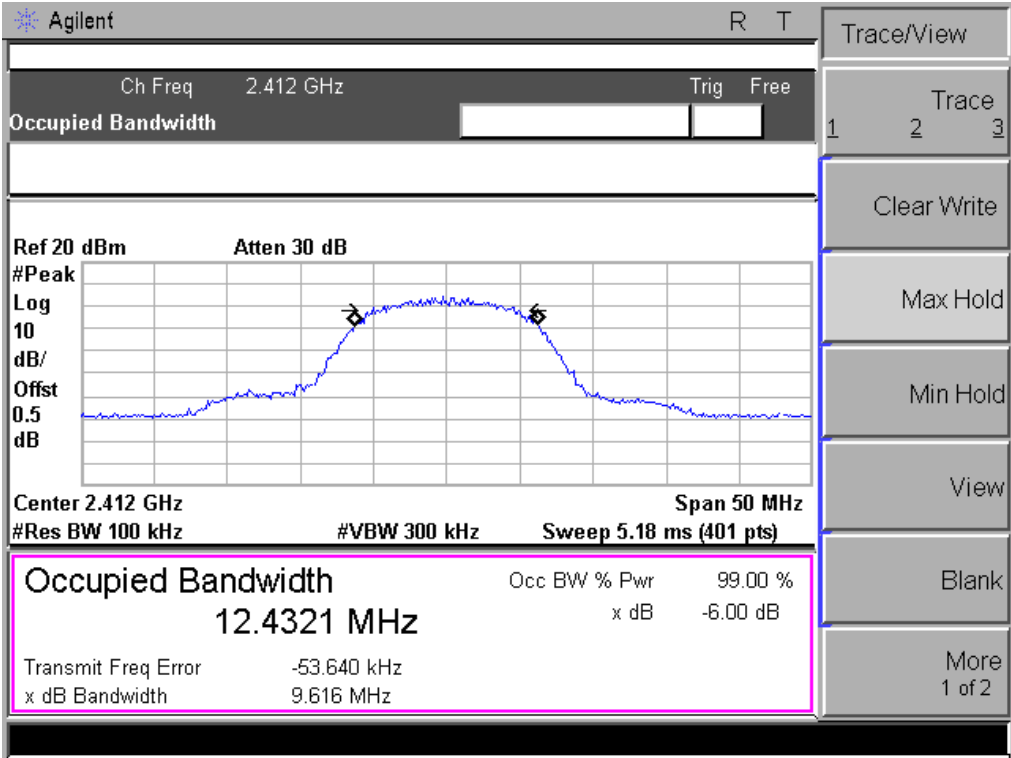 Agilent R T
Ch Freq 2.412 GHz Trig Free
Occupied Bandwidth
Ref 20 dBm Atten 30 dB
#Peak
Log
10
dB/
Offst
0.5
dB
Center 2.412 GHz Span 50 MHz
#Res BW 100 kHz #VBW 300 kHz Sweep 5.18 ms (401 pts)
Occupied Bandwidth Occ BW % Pwr 99.00 %
12.4321 MHz x dB -6.00 dB
Transmit Freq Error -53.640 kHz
x dB Bandwidth 9.616 MHz
Trace/View
Trace
1 2 3
Clear Write
Max Hold
Min Hold
View
Blank
More
1 of 2